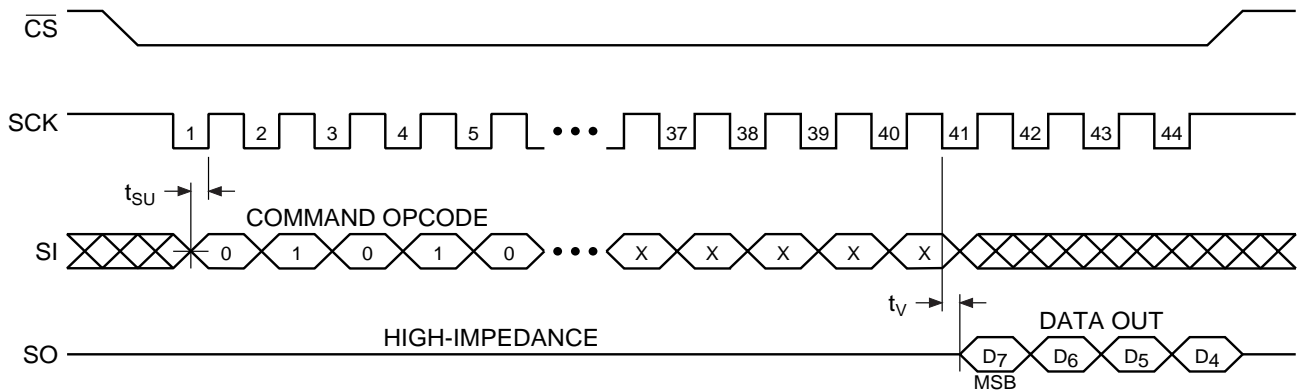 CS
SCK 1 2 3 4 5 ••• 37 38 39 40 41 42 43 44
tSU
COMMAND OPCODE
SI 0 1 0 1 0 ••• X X X X X
tV
HIGH-IMPEDANCE DATA OUT
SO D7 D6 D5 D4
MSB